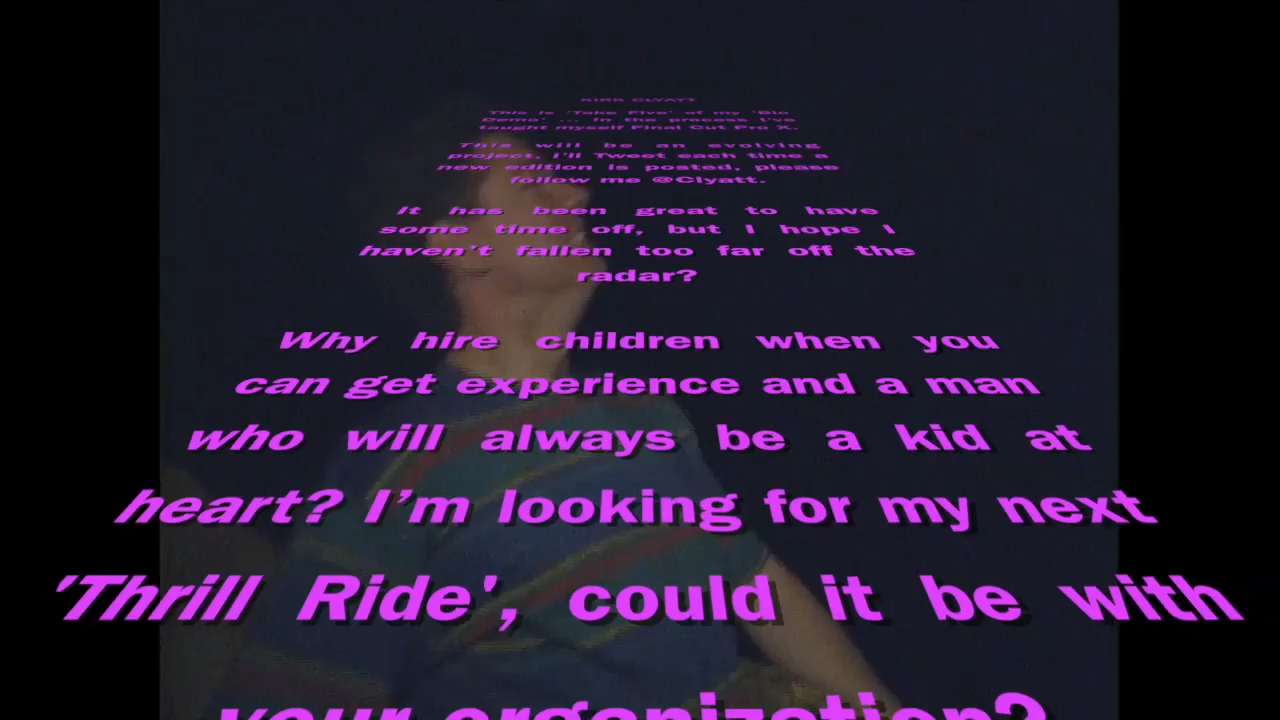 KIRK CLYATT
This is 'Take Five' of my 'Bio
Demo' ... In the process I've
taught myself Final Cut Pro X.
This will be an evolving
project, I'll Tweet each time a
new edition is posted, please
follow me @Clyatt.
It has been great to have
some time off, but I hope I
haven't fallen too far off the
radar?
Why hire children when you
can get experience and a man
who will always be a kid at
heart? I’m looking for my next
'Thrill Ride', could it be with
your organization?